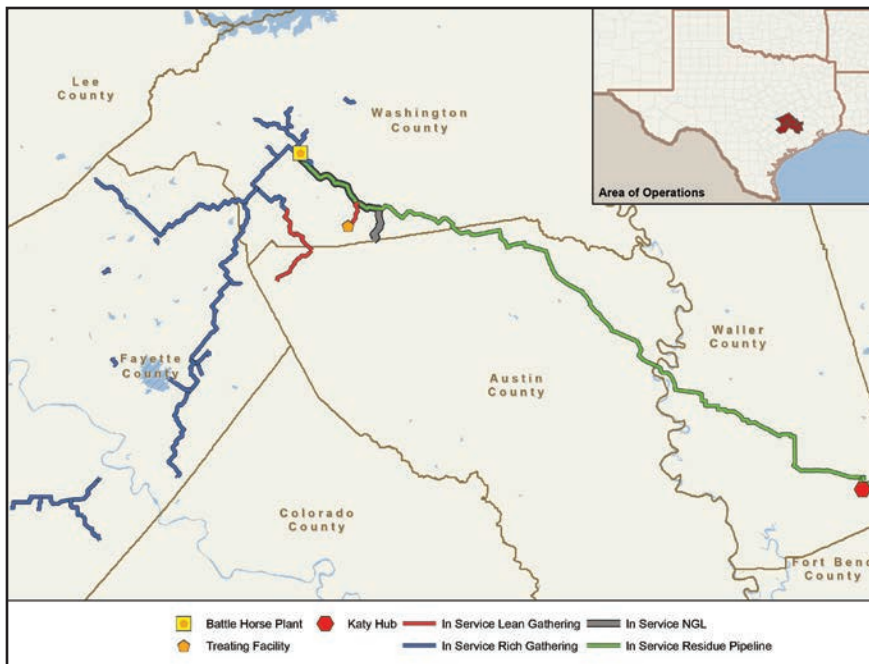 Lee
County
Washington
County
Area of Operations
Waller
County
Fayette
County
Austin
County
Colorado
County
Fort Bend
County
Battle Horse Plant
Katy Hub
In Service Lean Gathering
In Service NGL
Treating Facility
In Service Rich Gathering
In Service Residue Pipeline